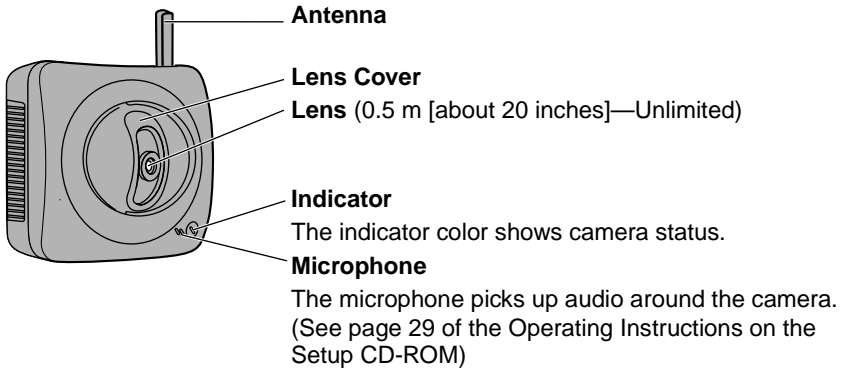 Antenna
Lens Cover
Lens (0.5 m [about 20 inches]—Unlimited)
Indicator
The indicator color shows camera status.
Microphone
The microphone picks up audio around the camera.
(See page 29 of the Operating Instructions on the
Setup CD-ROM)